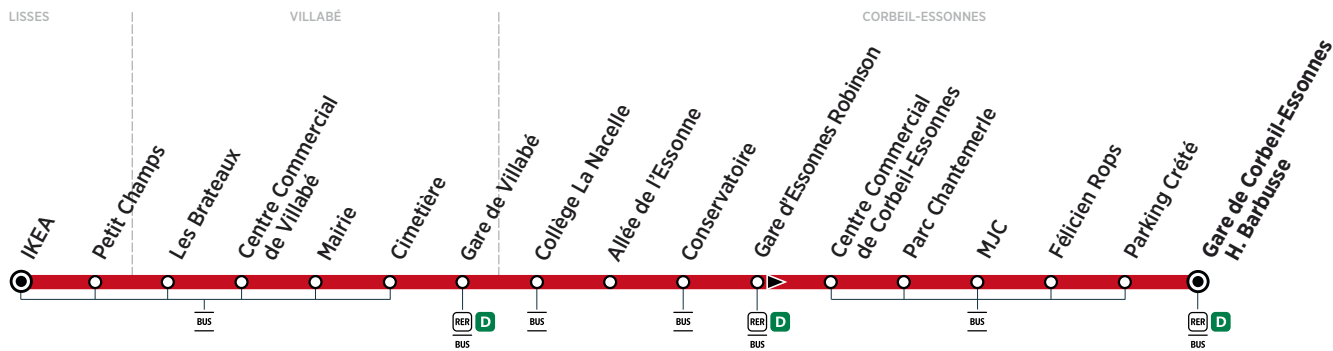 LISSES
VILLABÉ
CORBEIL-ESSONNES
IKEA
Petit Champs
Les Brateaux
Centre Commercial
de Villabé
Mairie
Cimetière
Gare de Villabé
Collège La Nacelle
Allée de l'Essonne
Conservatoire
Gare d'Essonnes Robinson
Centre Commercial
de Corbeil-Essonnes
Parc Chantemerle
MJC
Félicien Rops
Parking Crété
Gare de Corbeil-Essonnes
H. Barbusse
BUS
RER D
BUS
BUS
BUS
RER D
BUS
BUS
RER D
BUS